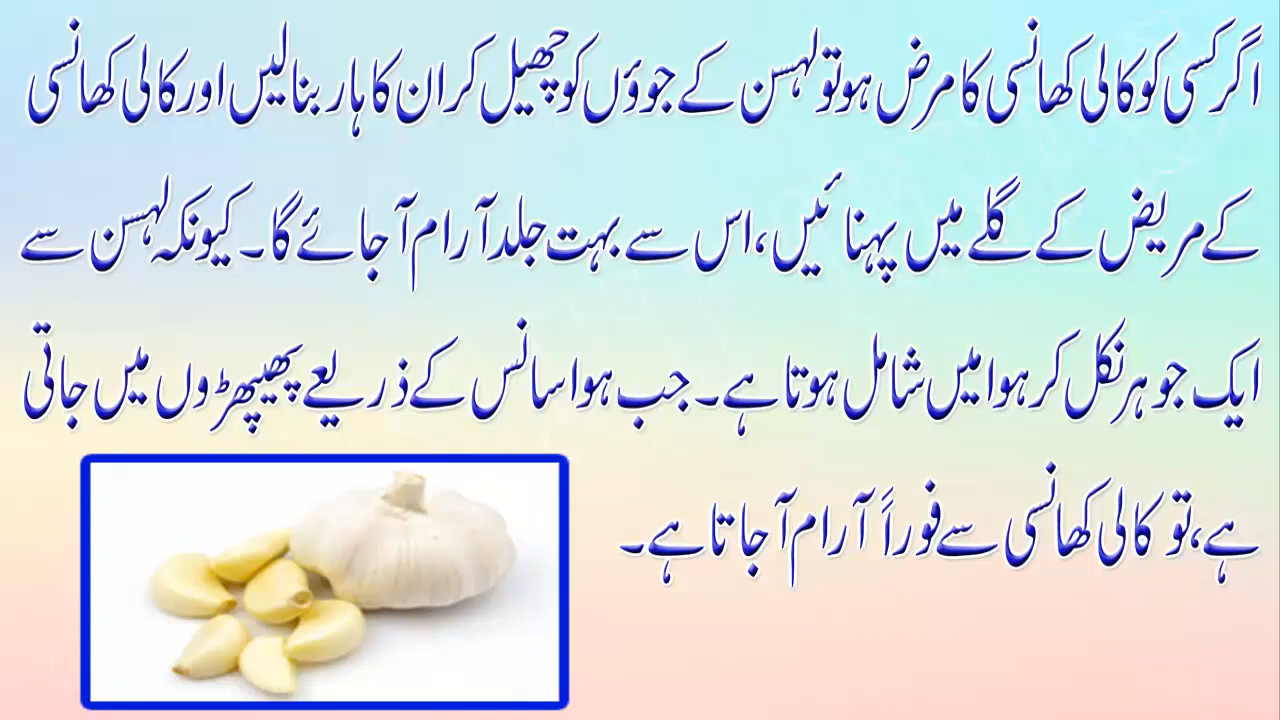 اگر کسی کو کالی کھانسی کا مرض ہو تو لہسن کے جوؤں کو چھیل کر ان کا ہار بنا لیں اور کالی کھانسی
کے مریض کے گلے میں پہنائیں، اس سے بہت جلد آرام آ جائے گا۔ کیونکہ لہسن سے
ایک جوہر نکل کر ہوا میں شامل ہوتا ہے۔ جب ہوا سانس کے ذریعے پھیپھڑوں میں جاتی
ہے، تو کالی کھانسی سے فوراً آرام آ جاتا ہے۔